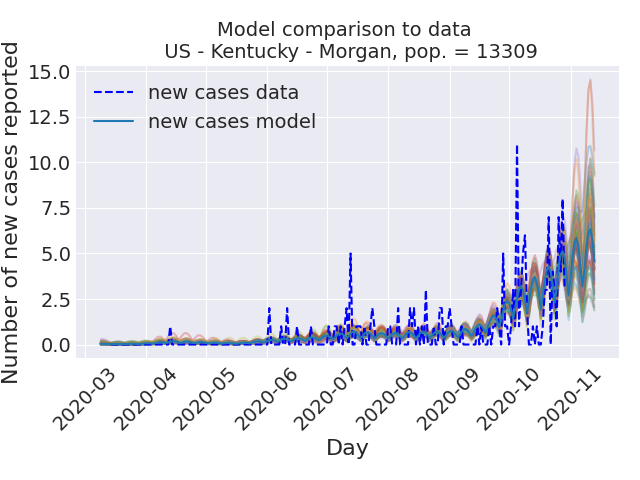 Model comparison to data
US - Kentucky - Morgan, pop. = 13309
Number of new cases reported
15.0
12.5
10.0
7.5
5.0
2.5
0.0
new cases data
new cases model
2020-03
2020-04
2020-05
2020-06
2020-07
2020-08
2020-09
2020-10
2020-11
Day